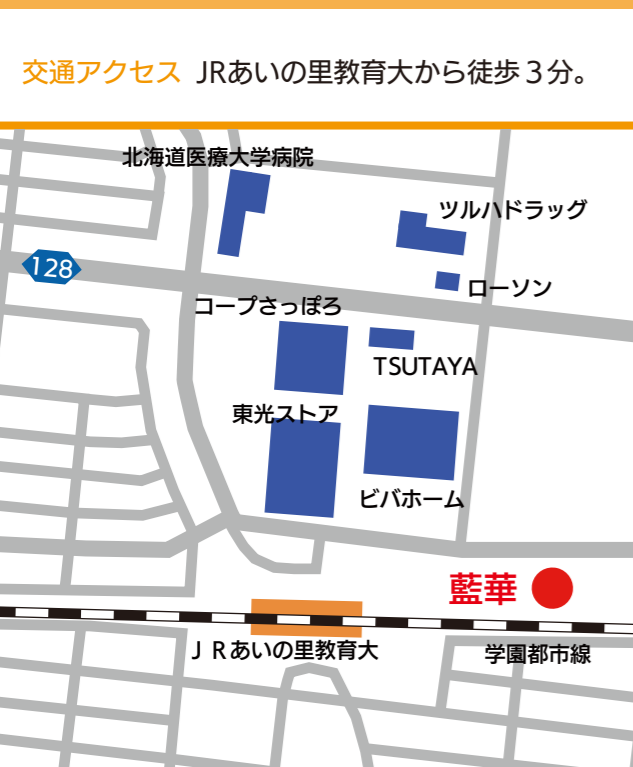 交通アクセス JRあいの里教育大から徒歩３分。
北海道医療大学病院
ツルハドラッグ
128
ローソン
コープさっぽろ
TSUTAYA
東光ストア
ビバホーム
藍華
ＪＲあいの里教育大
学園都市線